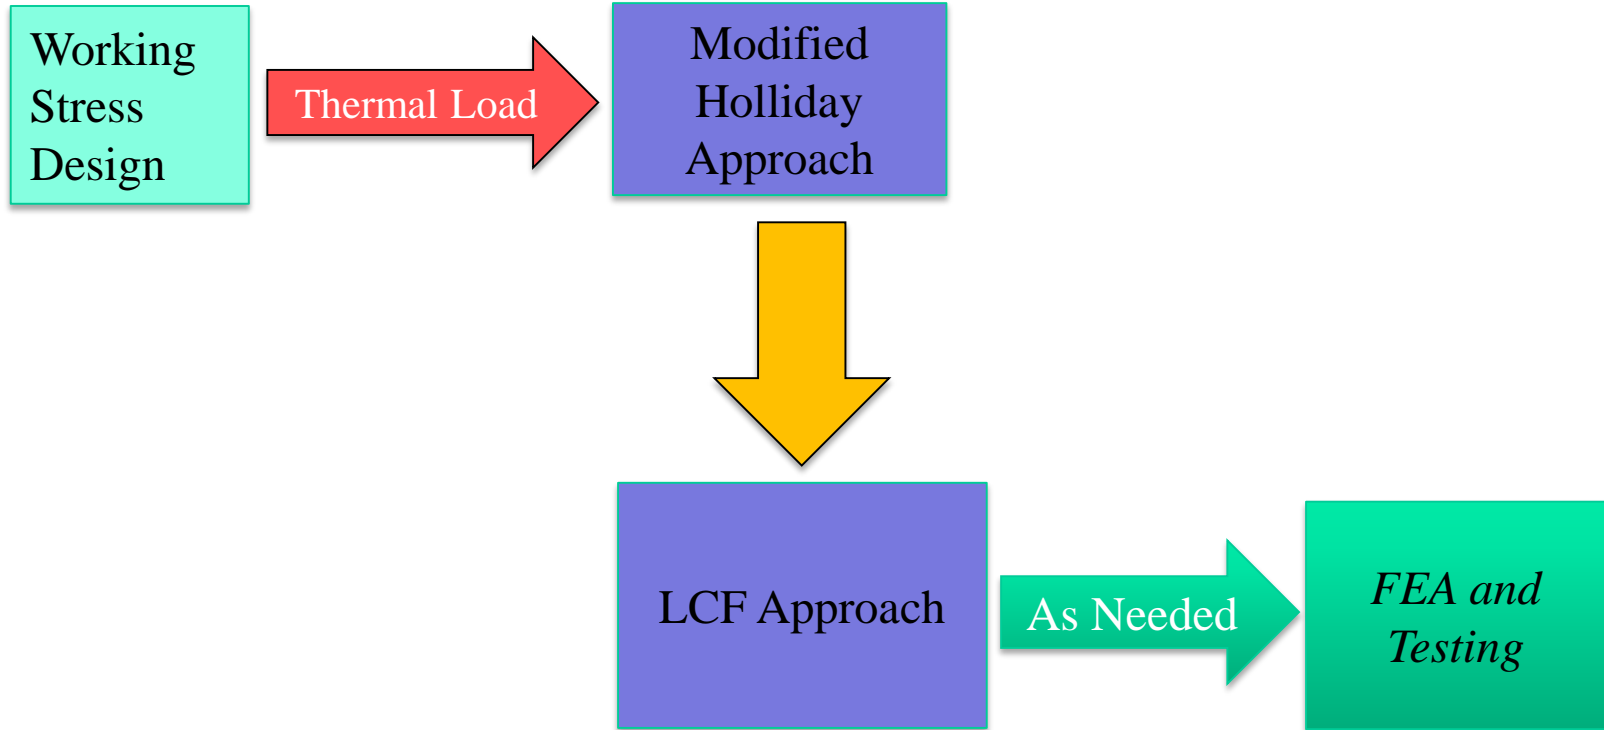 Working
Stress
Design
Thermal Load
Modified
Holliday
Approach
LCF Approach
As Needed
FEA and
Testing